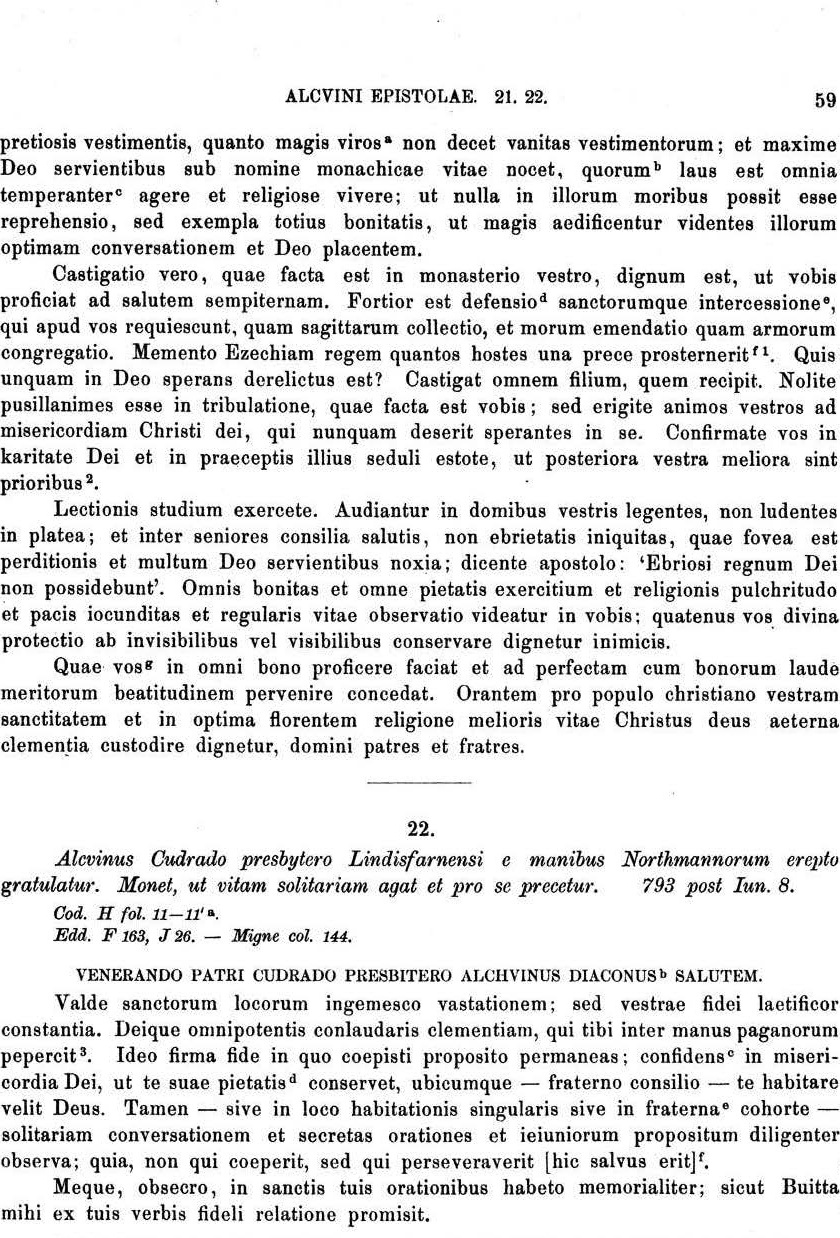 ALCVINI EPISTOLAE. 21. 22. 59
pretiosis vestimentis, quanto magis virosᵃ non decet vanitas vestimentorum; et maxime
Deo servientibus sub nomine monachicae vitae nocet, quorumᵇ laus est omnia
temperanterᶜ agere et religiose vivere; ut nulla in illorum moribus possit esse
reprehensio, sed exempla totius bonitatis, ut magis aedificentur videntes illorum
optimam conversationem et Deo placentem.
Castigatio vero, quae facta est in monasterio vestro, dignum est, ut vobis
proficiat ad salutem sempiternam. Fortior est defensioᵈ sanctorumque intercessioneᵉ,
qui apud vos requiescunt, quam sagittarum collectio, et morum emendatio quam armorum
congregatio. Memento Ezechiam regem quantos hostes una prece prosterneritᶠ¹. Quis
unquam in Deo sperans derelictus est? Castigat omnem filium, quem recipit. Nolite
pusillanimes esse in tribulatione, quae facta est vobis; sed erigite animos vestros ad
misericordiam Christi dei, qui nunquam deserit sperantes in se. Confirmate vos in
karitate Dei et in praeceptis illius seduli estote, ut posteriora vestra meliora sint
prioribus².
Lectionis studium exercete. Audiantur in domibus vestris legentes, non ludentes
in platea; et inter seniores consilia salutis, non ebrietatis iniquitas, quae fovea est
perditionis et multum Deo servientibus noxia; dicente apostolo: ‘Ebriosi regnum Dei
non possidebunt’. Omnis bonitas et omne pietatis exercitium et religionis pulchritudo
et pacis iocunditas et regularis vitae observatio videatur in vobis; quatenus vos divina
protectio ab invisibilibus vel visibilibus conservare dignetur inimicis.
Quae vosᵍ in omni bono proficere faciat et ad perfectam cum bonorum laude
meritorum beatitudinem pervenire concedat. Orantem pro populo christiano vestram
sanctitatem et in optima florentem religione melioris vitae Christus deus aeterna
clementia custodire dignetur, domini patres et fratres.
22.
Alcvinus Cudrado presbytero Lindisfarnensi e manibus Northmannorum erepto
gratulatur. Monet, ut vitam solitariam agat et pro se precetur. 793 post Iun. 8.
Cod. H fol. 11—11'ᵃ.
Edd. F 163, J 26. — Migne col. 144.
VENERANDO PATRI CUDRADO PRESBITERO ALCHVINUS DIACONUSᵇ SALUTEM.
Valde sanctorum locorum ingemesco vastationem; sed vestrae fidei laetificor
constantia. Deique omnipotentis conlaudaris clementiam, qui tibi inter manus paganorum
pepercit³. Ideo firma fide in quo coepisti proposito permaneas; confidensᶜ in miseri-
cordia Dei, ut te suae pietatisᵈ conservet, ubicumque — fraterno consilio — te habitare
velit Deus. Tamen — sive in loco habitationis singularis sive in fraternaᵉ cohorte —
solitariam conversationem et secretas orationes et ieiuniorum propositum diligenter
observa; quia, non qui coeperit, sed qui perseveraverit [hic salvus erit]ᶠ.
Meque, obsecro, in sanctis tuis orationibus habeto memorialiter; sicut Buitta
mihi ex tuis verbis fideli relatione promisit.